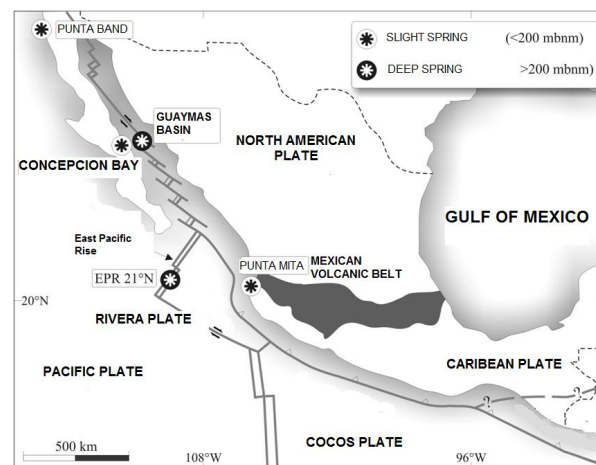 PUNTA BAND
SLIGHT SPRING (<200 mbnm)
DEEP SPRING >200 mbnm)
GUAYMAS
BASIN
NORTH AMERICAN
PLATE
CONCEPCION BAY
GULF OF MEXICO
East Pacific
Rise
PUNTA MITA
MEXICAN
VOLCANIC BELT
EPR 21°N
20°N
RIVERA PLATE
CARIBEAN PLATE
PACIFIC PLATE
?
?
COCOS PLATE
500 km
108°W
96°W